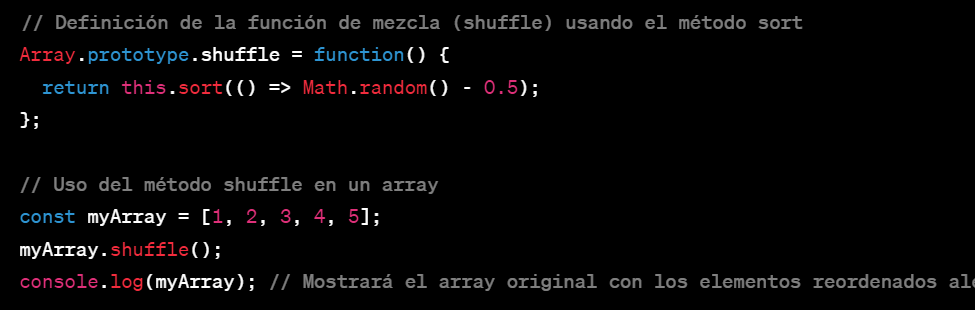 // Definición de la función de mezcla (shuffle) usando el método sort
Array.prototype.shuffle = function() {
return this.sort(() => Math.random() - 0.5);
};
// Uso del método shuffle en un array
const myArray = [1, 2, 3, 4, 5];
myArray.shuffle();
console.log(myArray); // Mostrará el array original con los elementos reordenados